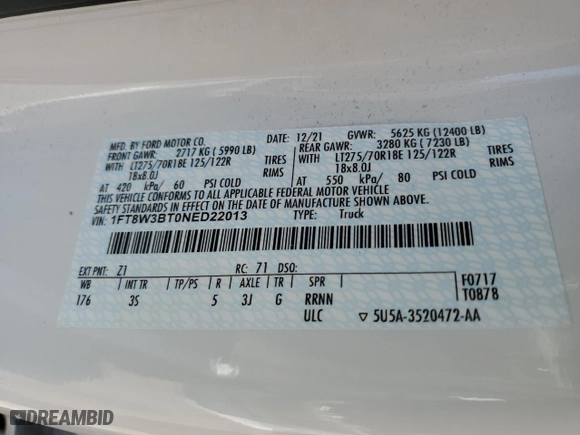 MFD. BY FORD MOTOR CO. 12/21 GVWR: 5625 KG (12400 LB)
FRONT GAWR: 2717 KG (5990 LB) REAR GAWR: 3280 KG (7230 LB)
WITH LT275/70R18E 125/122R TIRES WITH LT275/70R18E 125/122R TIRES
18x8.0J RIMS 18x8.0J RIMS
AT 420 kPa/ 60 PSI COLD AT 550 kPa/ 80 PSI COLD
THIS VEHICLE CONFORMS TO ALL APPLICABLE FEDERAL MOTOR VEHICLE
SAFETY STANDARDS IN EFFECT ON THE DATE OF MANUFACTURE SHOWN ABOVE.
VIN: 1FT8W3BT0NED22013 TYPE: Truck
EXT PNT: Z1 RC: 71 DSO:
WB INT TR TP/PS R AXLE TR SPR F0717
176 3S 5 3J G RRNN T0878
ULC ▽ 5U5A-3520472-AA
DREAMBID